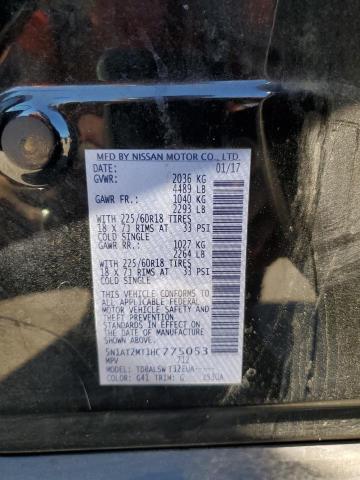 MFD BY NISSAN MOTOR CO., LTD.
DATE: 01/17
GVWR: 2036 KG
4489 LB
GAWR FR: 1040 KG
2293 LB
WITH 225/60R18 TIRES
18 X 7J RIMS AT 33 PSI
COLD SINGLE
GAWR RR: 1027 KG
2264 LB
WITH 225/60R18 TIRES
18 X 7J RIMS AT 33 PSI
COLD SINGLE
THIS VEHICLE CONFORMS TO ALL
APPLICABLE FEDERAL
MOTOR VEHICLE SAFETY AND
BUMPER STANDARDS
IN EFFECT ON THE DATE OF
MANUFACTURE SHOWN ABOVE
5N1AT2MT1HC775053
MPV 712
MODEL:
COLOR: G41 TRIM: G